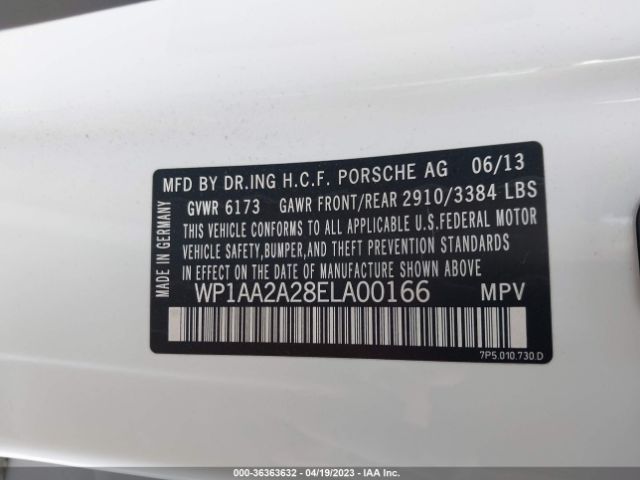 MFD BY DR.ING H.C.F. PORSCHE AG 06/13
GVWR 6173 GAWR FRONT/REAR 2910/3384 LBS
THIS VEHICLE CONFORMS TO ALL APPLICABLE U.S.FEDERAL MOTOR
VEHICLE SAFETY,BUMPER,AND THEFT PREVENTION STANDARDS
IN EFFECT ON THE DATE OF MANUFACTURE SHOWN ABOVE
WP1AA2A28ELA00166 MPV
MADE IN GERMANY
7P5.010.730.D
000-36363632 - 04/19/2023 - IAA Inc.